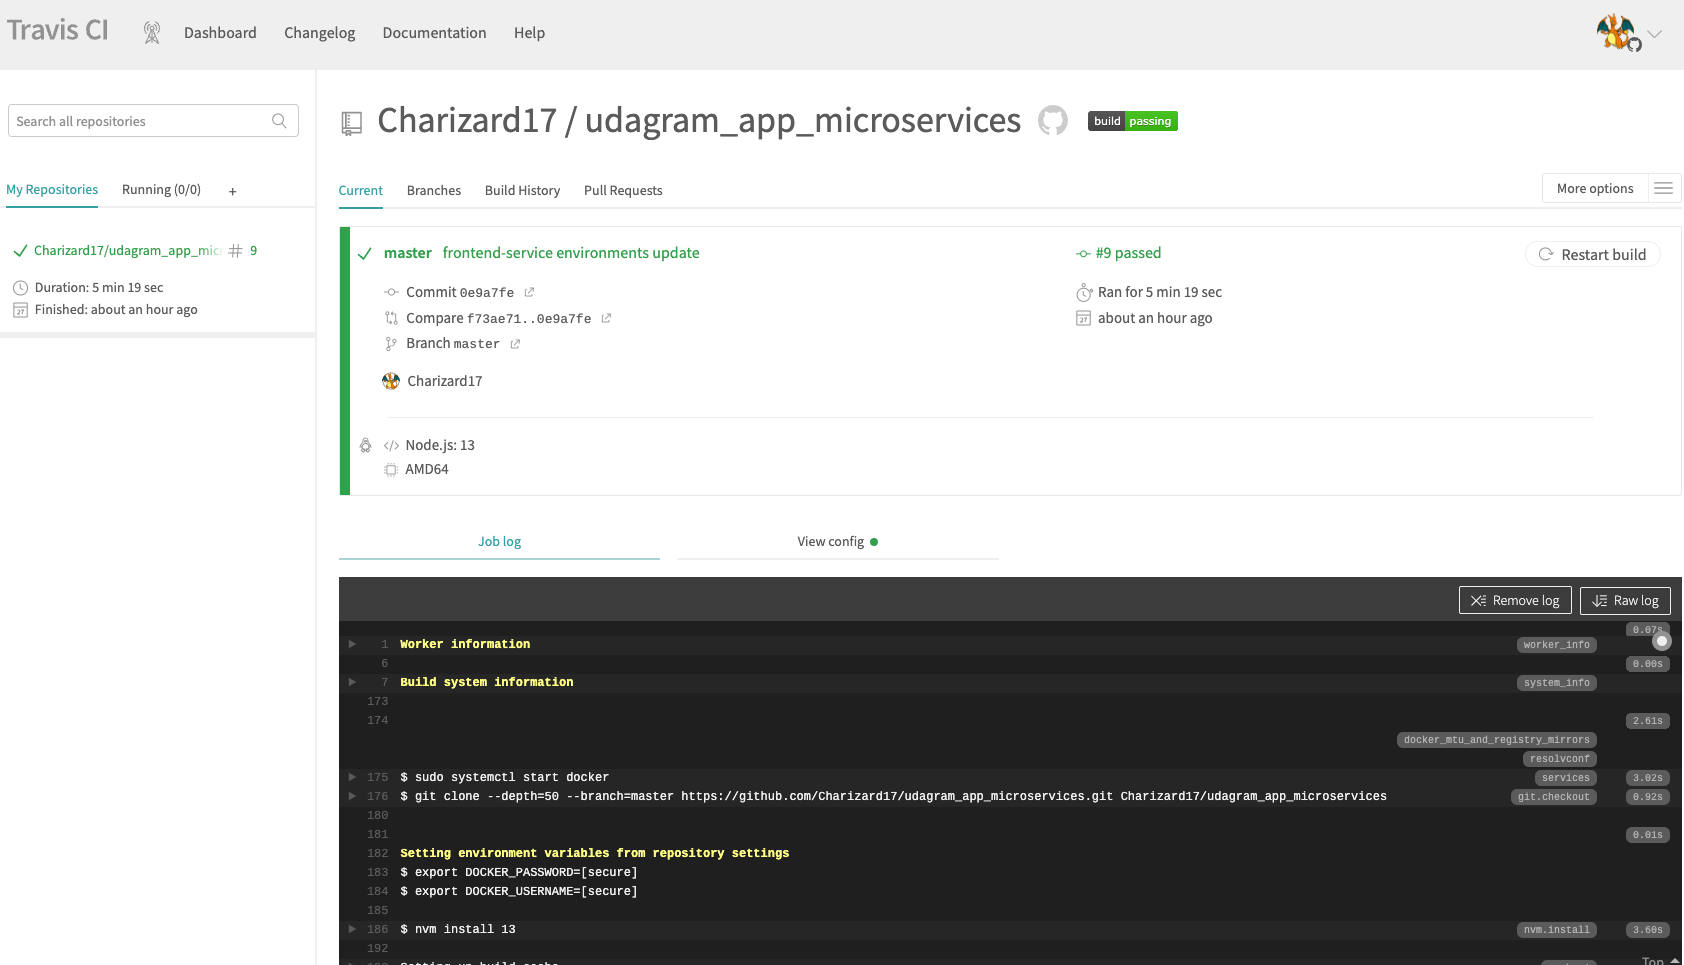 Travis CI
Dashboard
Changelog
Documentation
Help
Search all repositories
My Repositories
Running (0/0)
+
Charizard17/udagram_app_mic
# 9
Duration: 5 min 19 sec
Finished: about an hour ago
Charizard17 / udagram_app_microservices
build passing
Current
Branches
Build History
Pull Requests
More options
master frontend-service environments update
#9 passed
Restart build
Commit 0e9a7fe
Ran for 5 min 19 sec
Compare f73ae71..0e9a7fe
about an hour ago
Branch master
Charizard17
Node.js: 13
AMD64
Job log
View config
Remove log
Raw log
0.07s
1 Worker information worker_info
6 0.00s
7 Build system information system_info
173
174 2.61s
docker_mtu_and_registry_mirrors
resolvconf
175 $ sudo systemctl start docker services 3.02s
176 $ git clone --depth=50 --branch=master https://github.com/Charizard17/udagram_app_microservices.git Charizard17/udagram_app_microservices git.checkout 0.92s
180
181 0.01s
182 Setting environment variables from repository settings
183 $ export DOCKER_PASSWORD=[secure]
184 $ export DOCKER_USERNAME=[secure]
185
186 $ nvm install 13 nvm.install 3.60s
192
Top